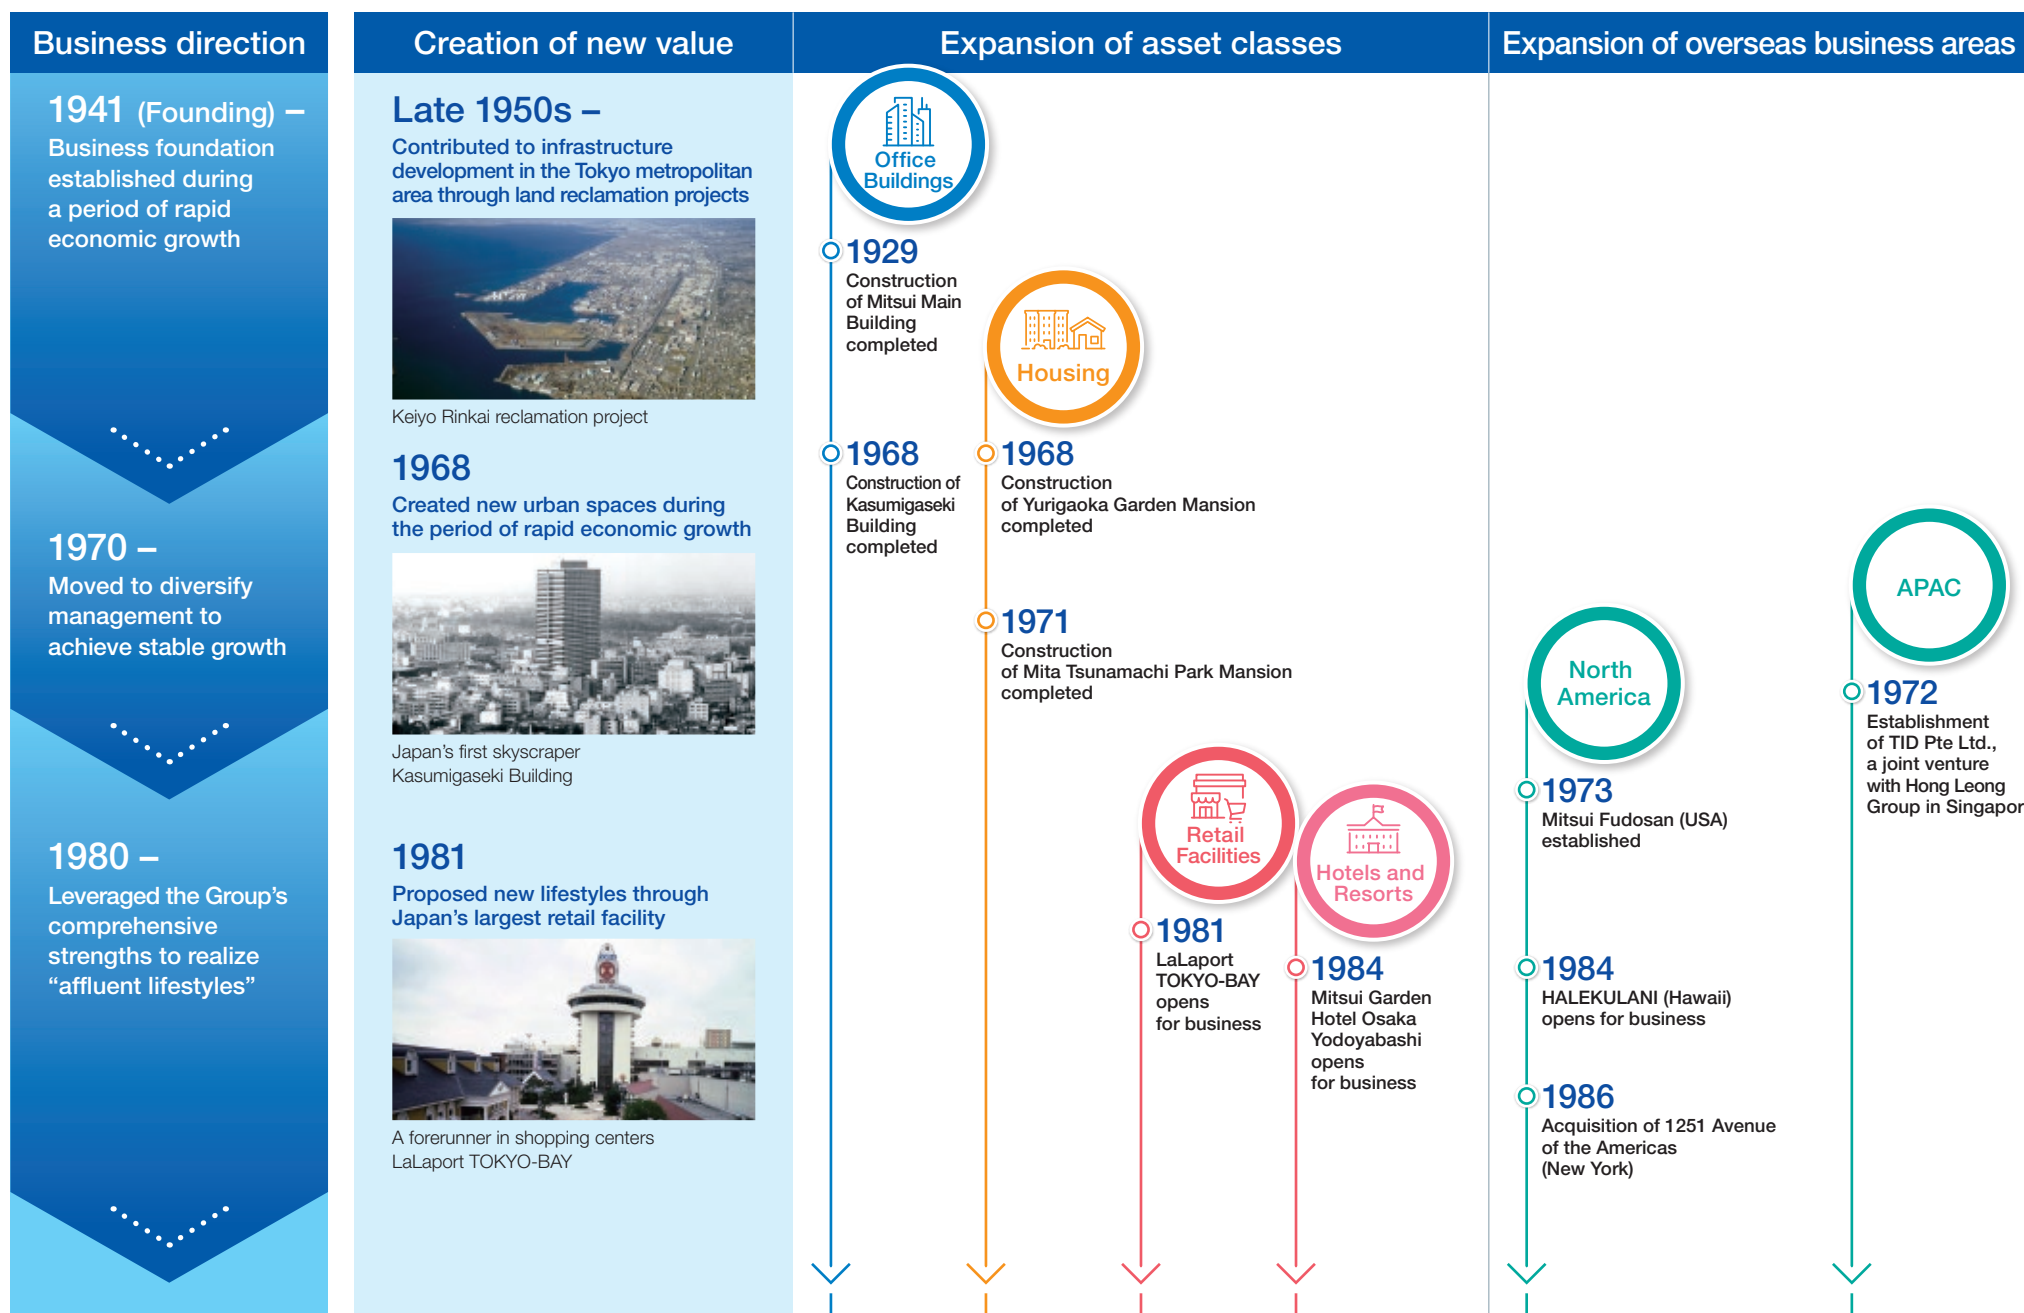 Business direction
1941 (Founding) –
Business foundation
established during
a period of rapid
economic growth
1970 –
Moved to diversify
management to
achieve stable growth
1980 –
Leveraged the Group's
comprehensive
strengths to realize
“affluent lifestyles”
Creation of new value
Late 1950s –
Contributed to infrastructure
development in the Tokyo metropolitan
area through land reclamation projects
Keiyo Rinkai reclamation project
1968
Created new urban spaces during
the period of rapid economic growth
Japan's first skyscraper
Kasumigaseki Building
1981
Proposed new lifestyles through
Japan's largest retail facility
A forerunner in shopping centers
LaLaport TOKYO-BAY
Expansion of asset classes
Office
Buildings
1929
Construction
of Mitsui Main
Building
completed
1968
Construction of
Kasumigaseki
Building
completed
Housing
1968
Construction
of Yurigaoka Garden Mansion
completed
1971
Construction
of Mita Tsunamachi Park Mansion
completed
Retail
Facilities
1981
LaLaport
TOKYO-BAY
opens
for business
Hotels and
Resorts
1984
Mitsui Garden
Hotel Osaka
Yodoyabashi
opens
for business
Expansion of overseas business areas
North
America
1973
Mitsui Fudosan (USA)
established
1984
HALEKULANI (Hawaii)
opens for business
1986
Acquisition of 1251 Avenue
of the Americas
(New York)
APAC
1972
Establishment
of TID Pte Ltd.,
a joint venture
with Hong Leong
Group in Singapor